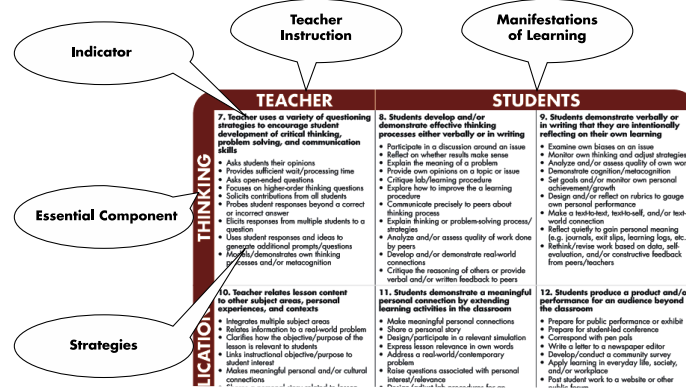 Teacher
Instruction
Manifestations
of Learning
Indicator
Essential Component
Strategies
TEACHER
STUDENTS
THINKING
7. Teacher uses a variety of questioning
strategies to encourage student
development of critical thinking,
problem solving, and communication
skills
• Asks students their opinions
• Provides sufficient wait/processing time
• Asks open-ended questions
• Focuses on higher-order thinking questions
• Solicits contributions from all students
• Probes student responses beyond a correct
or incorrect answer
• Elicits responses from multiple students to a
question
• Uses student responses and ideas to
generate additional prompts/questions
• Models/demonstrates own thinking
processes and/or metacognition
8. Students develop and/or
demonstrate effective thinking
processes either verbally or in writing
• Participate in a discussion around an issue
• Reflect on whether results make sense
• Explain the meaning of a problem
• Provide own opinions on a topic or issue
• Critique lab/learning procedure
• Explore how to improve the a learning
procedure
• Communicate precisely to peers about
thinking process
• Explain thinking or problem-solving process/
strategies
• Analyze and/or assess quality of work done
by peers
• Develop and/or demonstrate real-world
connections
• Critique the reasoning of others or provide
verbal and/or written feedback to peers
9. Students demonstrate verbally or
in writing that they are intentionally
reflecting on their own learning
• Examine own biases on an issue
• Monitor own thinking and adjust strategies
• Analyze and/or assess quality of own wor
• Demonstrate cognition/metacognition
• Set goals and/or monitor own personal
achievement/growth
• Design and/or reflect on rubrics to gauge
own personal performance
• Make a text-to-text, text-to-self, and/or text-
world connection
• Reflect quietly to gain personal meaning
(e.g. journals, exit slips, learning logs, etc.
• Rethink/revise work based on data, self-
evaluation, and/or constructive feedback
from peers/teachers
LICATION
10. Teacher relates lesson content
to other subject areas, personal
experiences, and contexts
• Integrates multiple subject areas
• Relates information to a real-world problem
• Clarifies how the objective/purpose of the
lesson is relevant to students
• Links instructional objective/purpose to
student interest
• Makes meaningful personal and/or cultural
connections
11. Students demonstrate a meaningful
personal connection by extending
learning activities in the classroom
• Make meaningful personal connections
• Share a personal story
• Design/participate in a relevant simulation
• Express lesson relevance in own words
• Address a real-world/contemporary
problem
• Raise questions associated with personal
interest/relevance
12. Students produce a product and/o
performance for an audience beyond
the classroom
• Prepare for public performance or exhibit
• Prepare for student-led conference
• Correspond with pen pals
• Write a letter to a newspaper editor
• Develop/conduct a community survey
• Apply learning in everyday life, society,
and/or workplace
• Post student work to a website or other